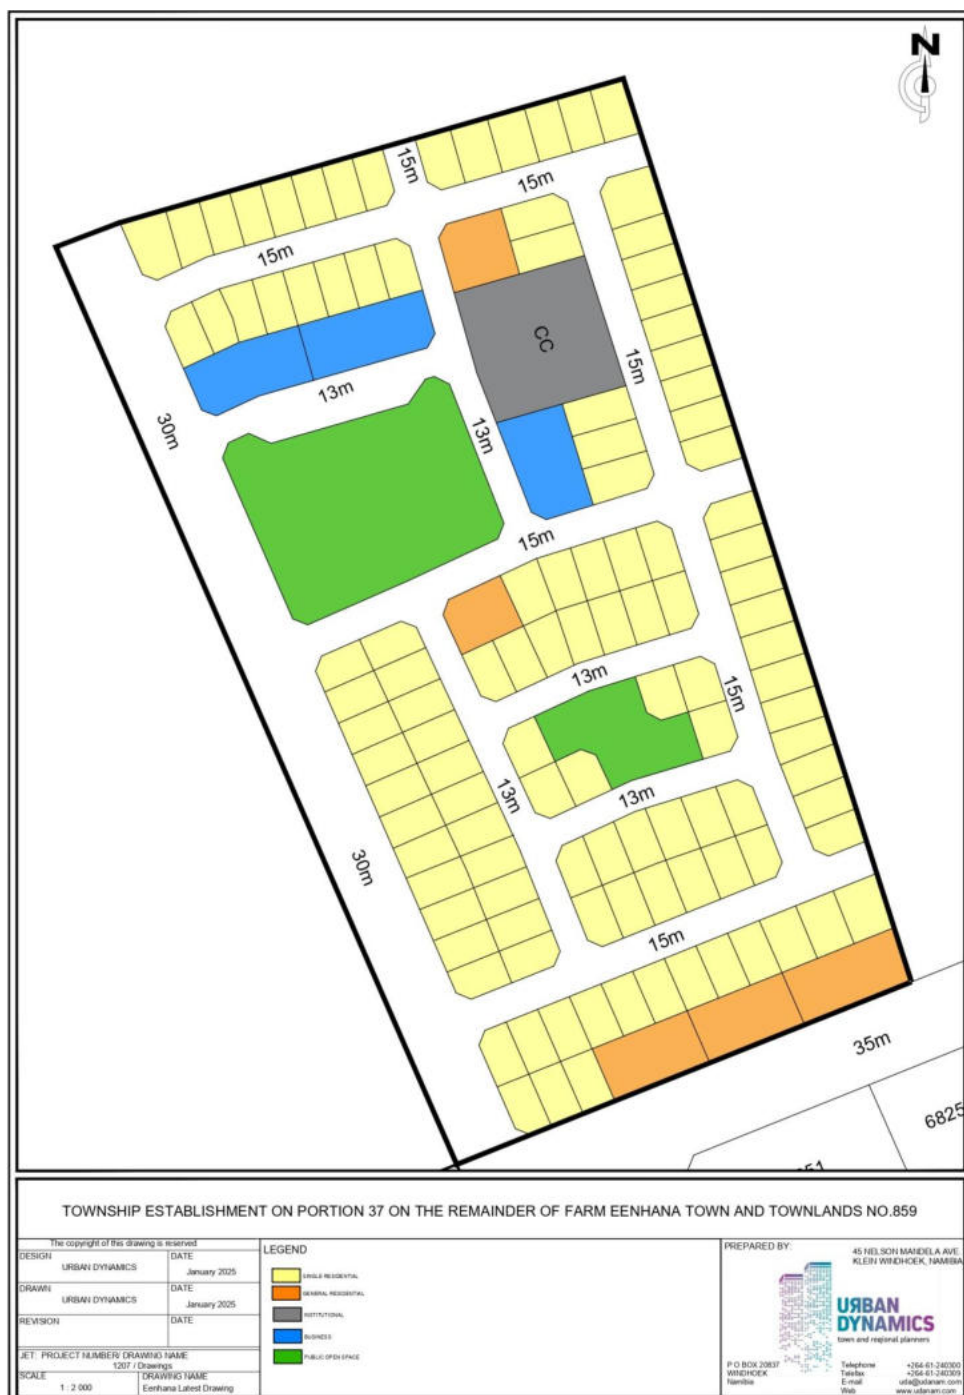 N
15m
15m
15m
CC
15m
13m
30m
13m
15m
13m
15m
13m
13m
30m
15m
35m
6825
TOWNSHIP ESTABLISHMENT ON PORTION 37 ON THE REMAINDER OF FARM EENHANA TOWN AND TOWNLANDS NO.859
The copyright of this drawing is reserved
DESIGN
URBAN DYNAMICS
DATE
January 2025
DRAWN
URBAN DYNAMICS
DATE
January 2025
REVISION
DATE
JET: PROJECT NUMBER/ DRAWING NAME
1207 / Drawings
SCALE
1 : 2 000
DRAWING NAME
Eenhana Latest Drawing
LEGEND
SINGLE RESIDENTIAL
GENERAL RESIDENTIAL
INSTITUTIONAL
BUSINESS
PUBLIC OPEN SPACE
PREPARED BY:
45 NELSON MANDELA AVE.
KLEIN WINDHOEK, NAMIBIA
URBAN
DYNAMICS
town and regional planners
P O BOX 20837
WINDHOEK
Namibia
Telephone +264-61-240300
Telefax +264-61-240309
E-mail uda@udanam.com
Web www.udanam.com